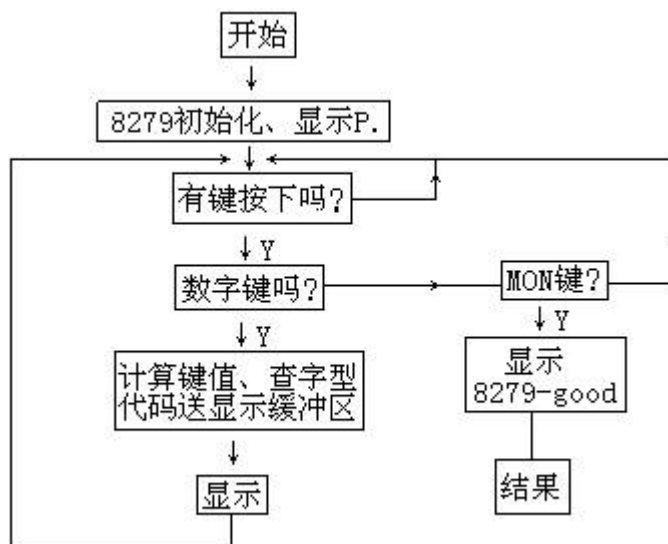 开始
8279初始化、显示P.
有键按下吗?
Y
数字键吗?
MON键?
Y
Y
计算键值、查字型
代码送显示缓冲区
显示
8279-good
显示
结果